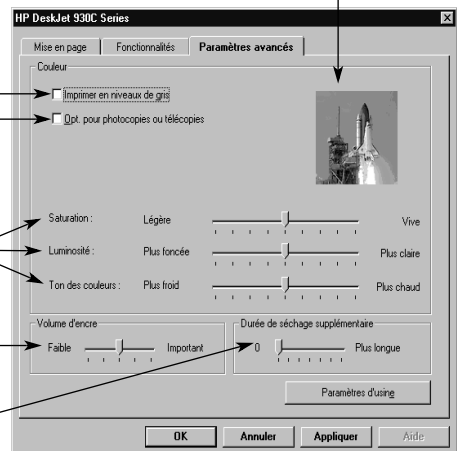 HP DeskJet 930C Series
Mise en page Fonctionnalités Paramètres avancés
Couleur
Imprimer en niveaux de gris
Opt. pour photocopies ou télécopies
Saturation : Légère Vive
Luminosité : Plus foncée Plus claire
Ton des couleurs : Plus froid Plus chaud
Volume d'encre Durée de séchage supplémentaire
Faible Important 0 Plus longue
Paramètres d'usine
OK Annuler Appliquer Aide